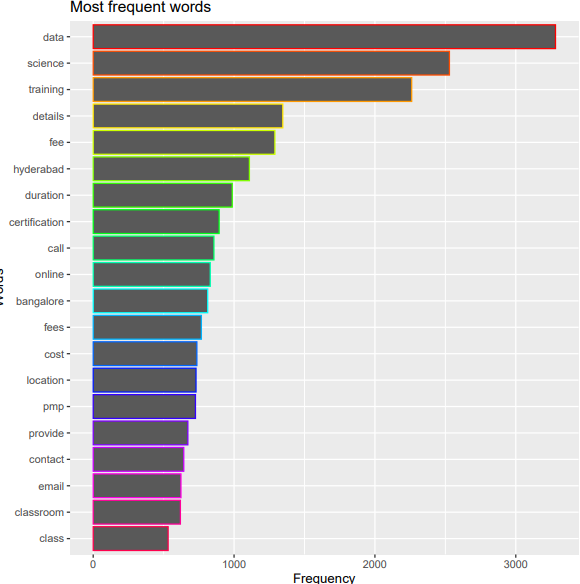 Most frequent words
data
science
training
details
fee
hyderabad
duration
certification
call
online
bangalore
fees
cost
location
pmp
provide
contact
email
classroom
class
0 1000 2000 3000
Frequency